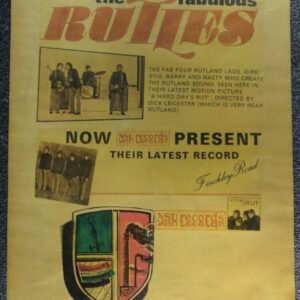 the fabulous
RUTLES
THE FAB FOUR RUTLAND LADS, DIRK
STIG, BARRY AND NASTY WHO CREATE
THE RUTLAND SOUND. SEEN HERE IN
THEIR LATEST MOTION PICTURE
"A HARD DAY'S RUT", DIRECTED BY
DICK LEICESTER (WHICH IS VERY NEAR
RUTLAND)
NOW PRESENT
THEIR LATEST RECORD
Finchley Road